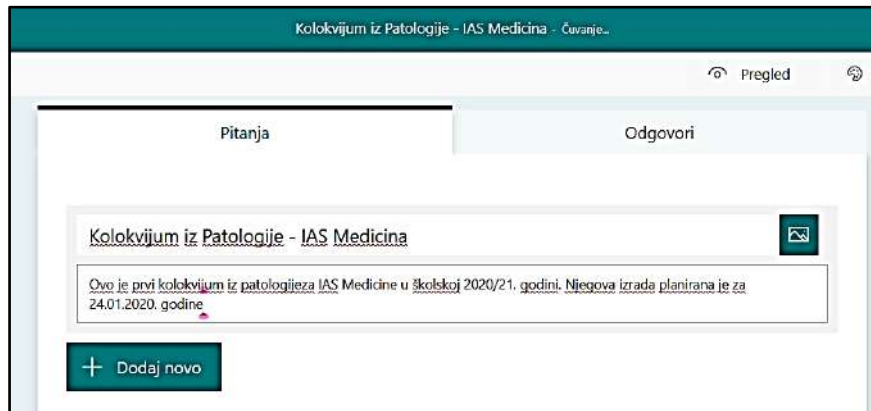 Kolokvijum iz Patologije - IAS Medicina - Čuvanje...
Pregled
Pitanja
Odgovori
Kolokvijum iz Patologije - IAS Medicina
Ovo je prvi kolokvijum iz patologijeza IAS Medicine u školskoj 2020/21. godini. Njegova izrada planirana je za
24.01.2020. godine
+ Dodaj novo